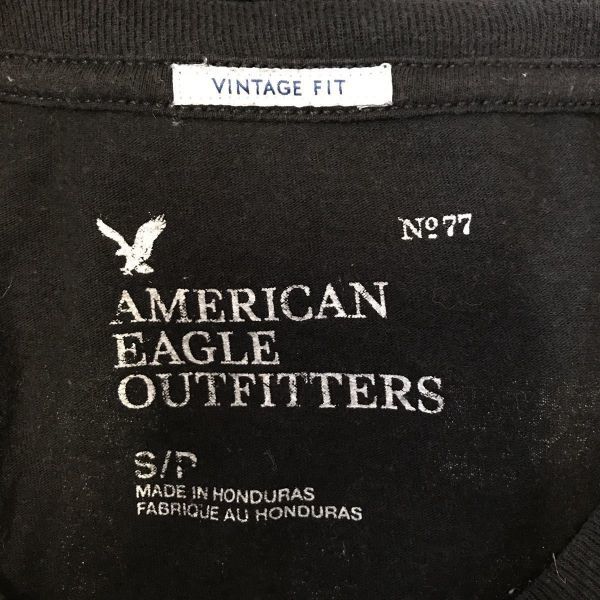 VINTAGE FIT
Nº77
AMERICAN
EAGLE
OUTFITTERS
S/P
MADE IN HONDURAS
FABRIQUE AU HONDURAS